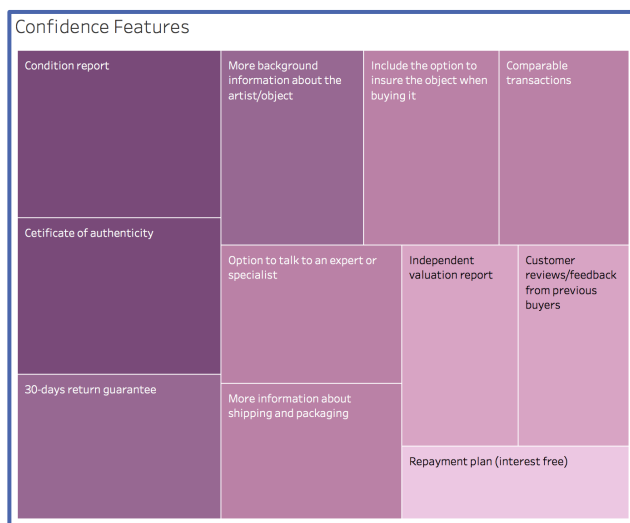 Confidence Features
Condition report
More background
information about the
artist/object
Include the option to
insure the object when
buying it
Comparable
transactions
Cetificate of authenticity
Option to talk to an expert or
specialist
Independent
valuation report
Customer
reviews/feedback
from previous
buyers
30-days return guarantee
More information about
shipping and packaging
Repayment plan (interest free)